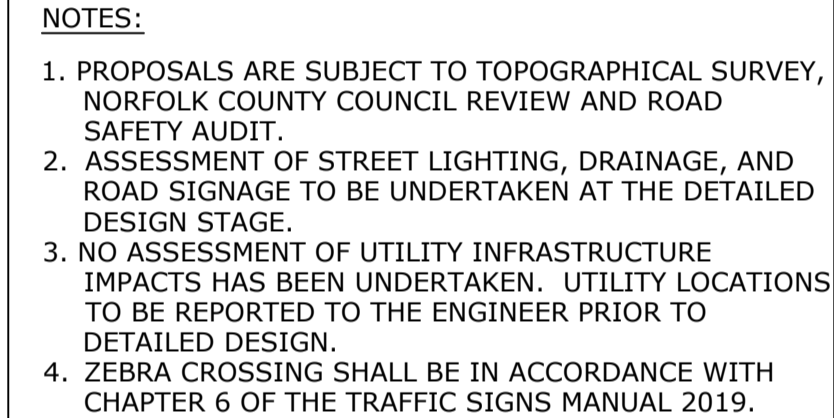 NOTES:
1. PROPOSALS ARE SUBJECT TO TOPOGRAPHICAL SURVEY,
NORFOLK COUNTY COUNCIL REVIEW AND ROAD
SAFETY AUDIT.
2. ASSESSMENT OF STREET LIGHTING, DRAINAGE, AND
ROAD SIGNAGE TO BE UNDERTAKEN AT THE DETAILED
DESIGN STAGE.
3. NO ASSESSMENT OF UTILITY INFRASTRUCTURE
IMPACTS HAS BEEN UNDERTAKEN. UTILITY LOCATIONS
TO BE REPORTED TO THE ENGINEER PRIOR TO
DETAILED DESIGN.
4. ZEBRA CROSSING SHALL BE IN ACCORDANCE WITH
CHAPTER 6 OF THE TRAFFIC SIGNS MANUAL 2019.